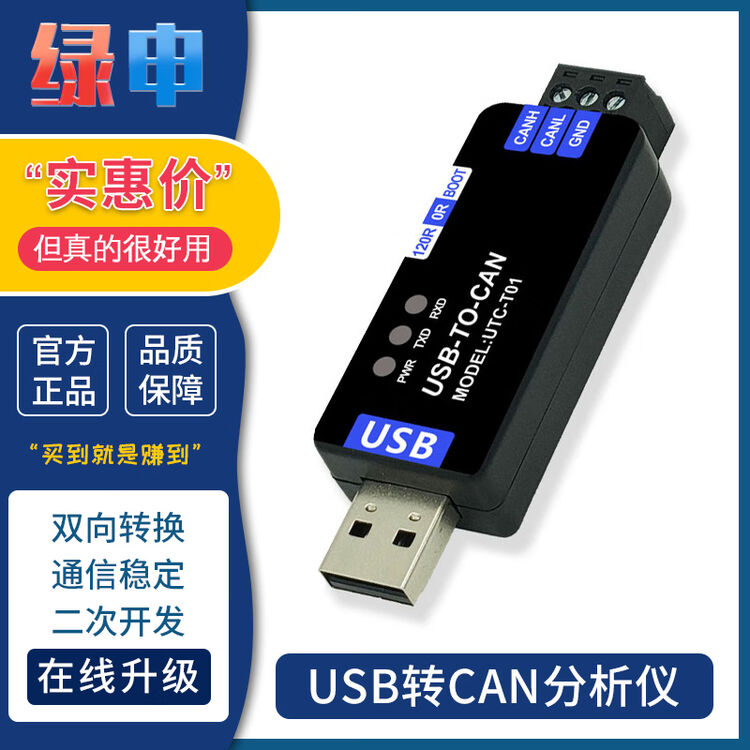 绿申
“实惠价”
但真的很好用
官方
正品
品质
保障
“买到就是赚到”
双向转换
通信稳定
二次开发
在线升级
CANH
CANL
GND
120R
0R
BOOT
PWR
TXD
RXD
USB-TO-CAN
MODEL:UTC-T01
USB
USB转CAN分析仪